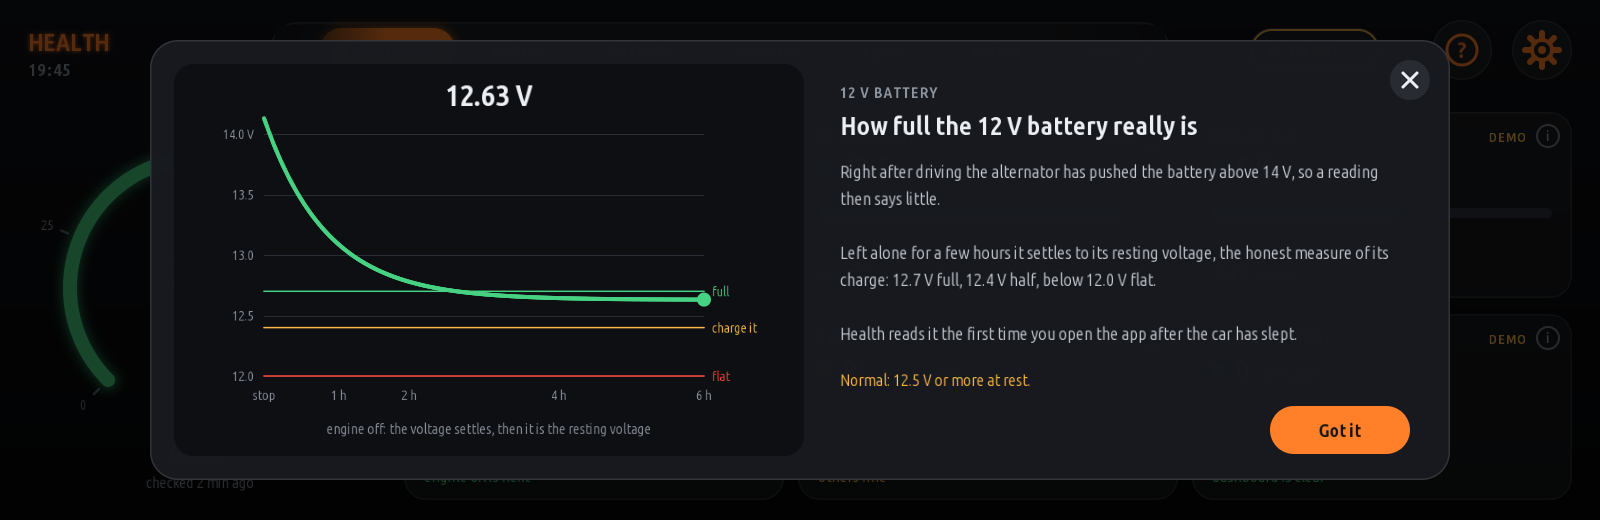 HEALTH
19:45
?
12.63 V
14.0 V
13.5
13.0
12.5
12.0
full
charge it
flat
stop
1 h
2 h
4 h
6 h
engine off: the voltage settles, then it is the resting voltage
12 V BATTERY
How full the 12 V battery really is
Right after driving the alternator has pushed the battery above 14 V, so a reading
then says little.
Left alone for a few hours it settles to its resting voltage, the honest measure of its
charge: 12.7 V full, 12.4 V half, below 12.0 V flat.
Health reads it the first time you open the app after the car has slept.
Normal: 12.5 V or more at rest.
Got it
DEMO
i
DEMO
i
25
0
checked 2 min ago